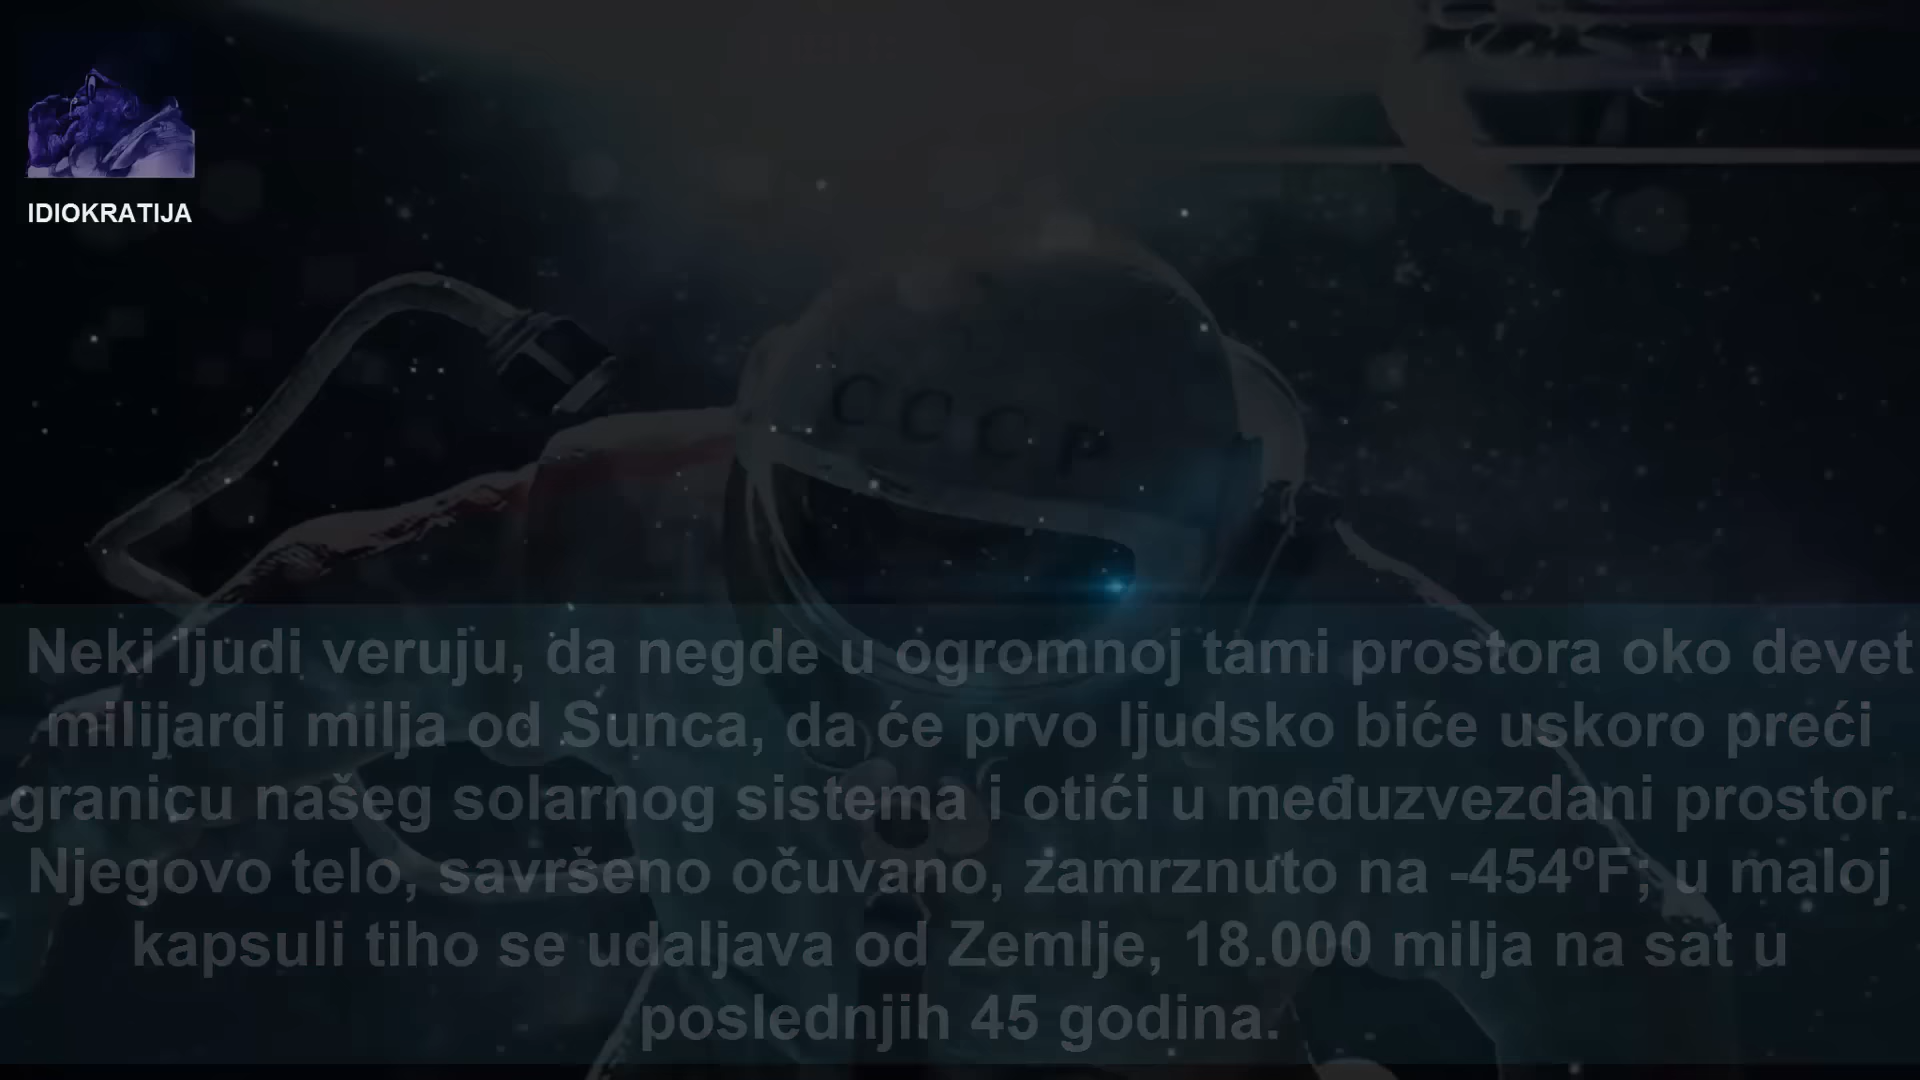 IDIOKRATIJA
CCCP
Neki ljudi veruju, da negde u ogromnoj tami prostora oko devet
milijardi milja od Sunca, da će prvo ljudsko biće uskoro preći
granicu našeg solarnog sistema i otići u međuzvezdani prostor.
Njegovo telo, savršeno očuvano, zamrznuto na -454ºF; u maloj
kapsuli tiho se udaljava od Zemlje, 18.000 milja na sat u
poslednjih 45 godina.